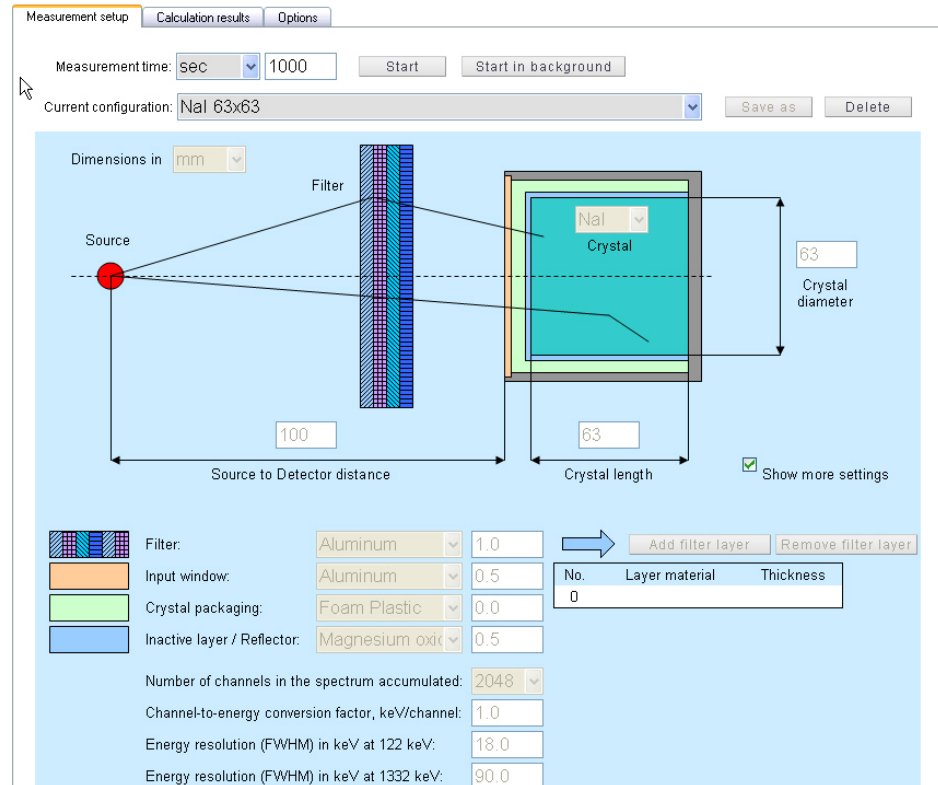 Measurement setup Calculation results Options
Measurement time: sec 1000 Start Start in background
Current configuration: NaI 63x63 Save as Delete
Dimensions in mm
Filter
Source
NaI
Crystal
63
Crystal
diameter
100
63
Source to Detector distance
Crystal length
Show more settings
Filter: Aluminum 1.0 Add filter layer Remove filter layer
Input window: Aluminum 0.5
No. Layer material Thickness
0
Crystal packaging: Foam Plastic 0.0
Inactive layer / Reflector: Magnesium oxic 0.5
Number of channels in the spectrum accumulated: 2048
Channel-to-energy conversion factor, keV/channel: 1.0
Energy resolution (FWHM) in keV at 122 keV: 18.0
Energy resolution (FWHM) in keV at 1332 keV: 90.0